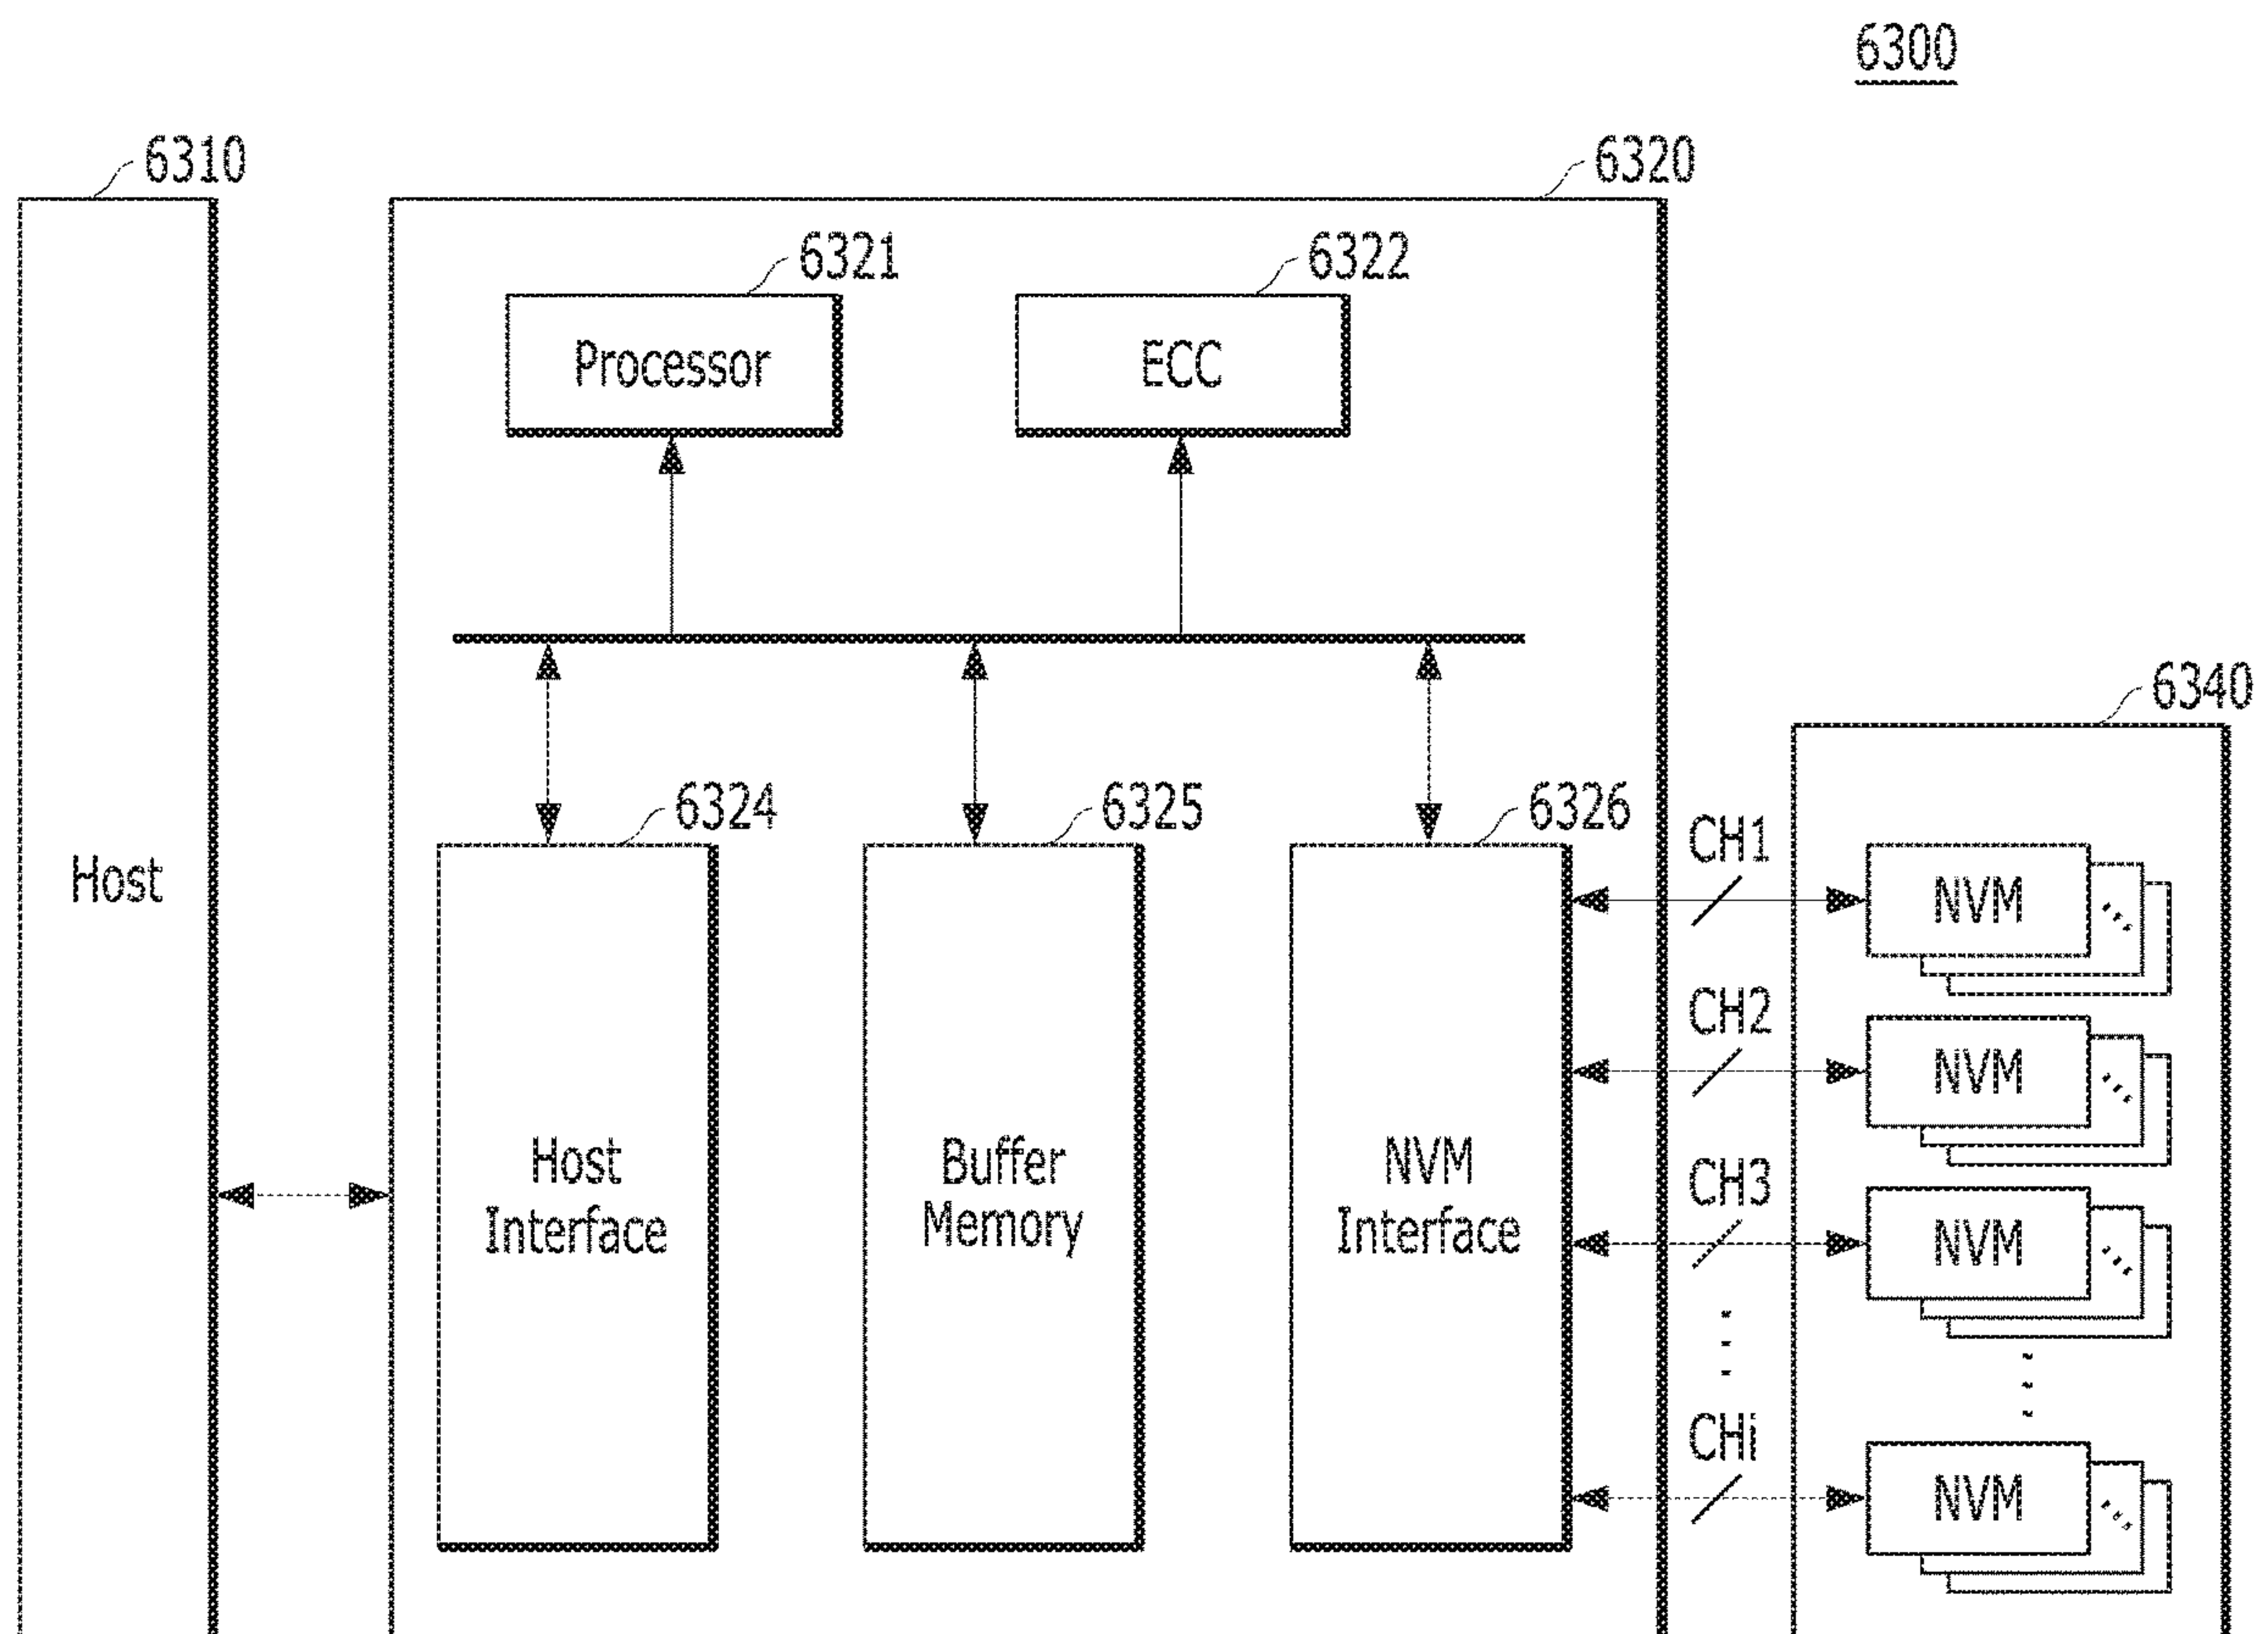 6300
6310
6320
6321
6322
Processor
ECC
6340
6324
6325
6326
CH1
Host
NVM
CH2
NVM
Host
Interface
Buffer
Memory
NVM
Interface
CH3
NVM
CHi
NVM